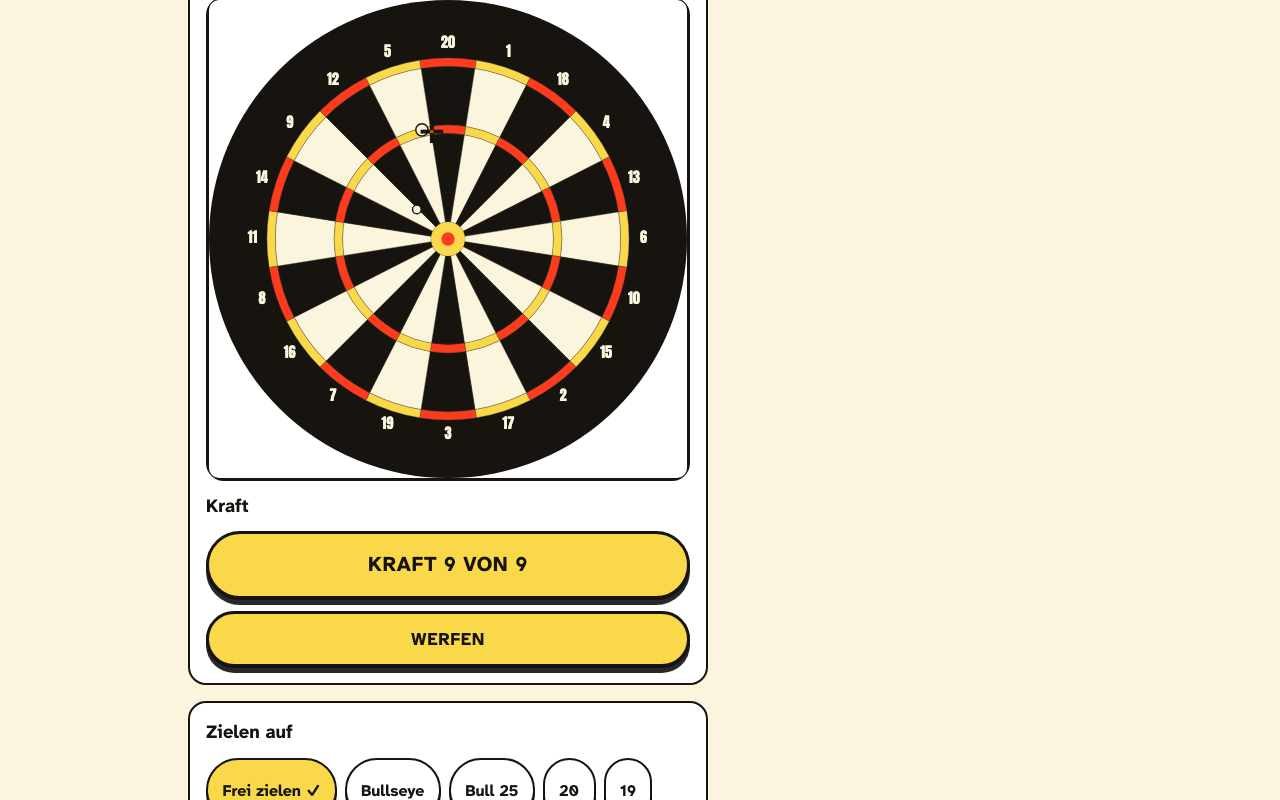 5 20 1
12 18
9 4
14 13
11 6
8 10
16 15
7 2
19 3 17
Kraft
KRAFT 9 VON 9
WERFEN
Zielen auf
Frei zielen ✓ Bullseye Bull 25 20 19